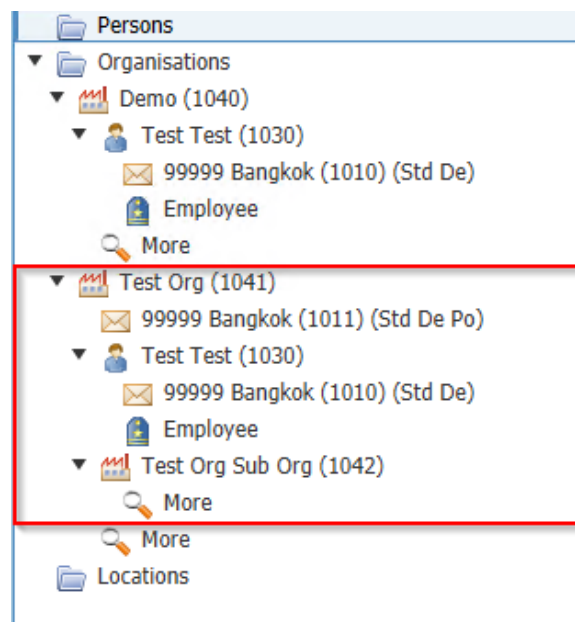 Persons
Organisations
Demo (1040)
Test Test (1030)
99999 Bangkok (1010) (Std De)
Employee
More
Test Org (1041)
99999 Bangkok (1011) (Std De Po)
Test Test (1030)
99999 Bangkok (1010) (Std De)
Employee
Test Org Sub Org (1042)
More
More
Locations